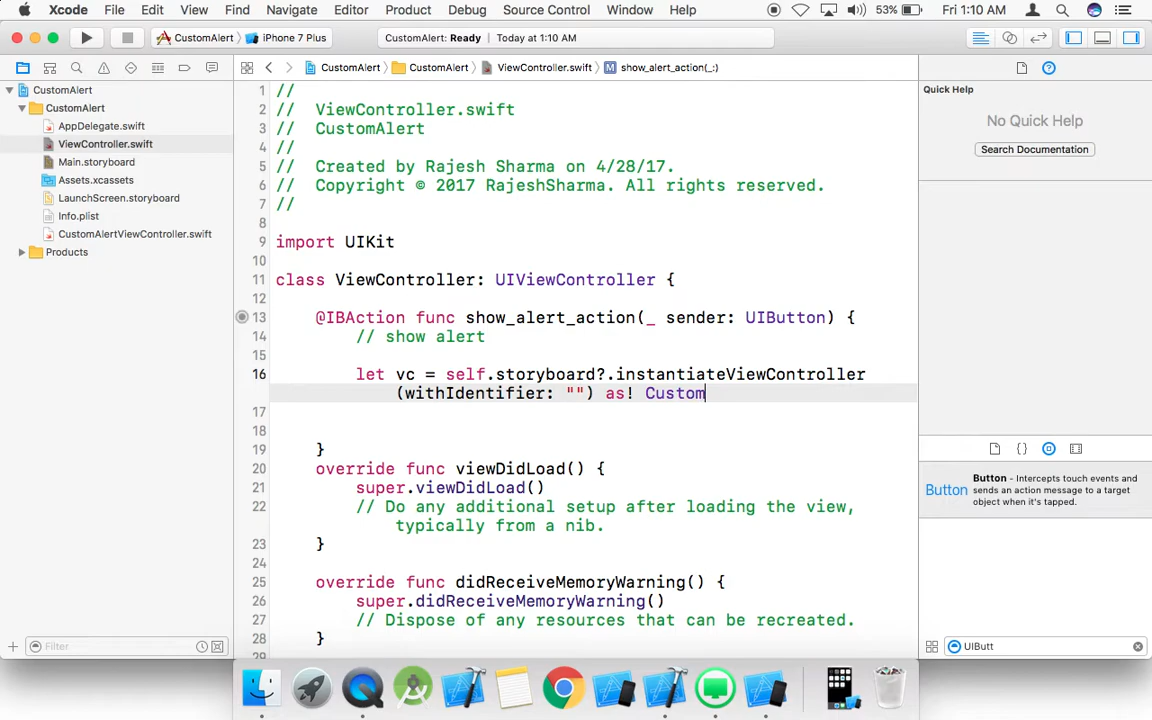 Xcode File Edit View Find Navigate Editor Product Debug Source Control Window Help 53% Fri 1:10 AM
CustomAlert iPhone 7 Plus CustomAlert: Ready | Today at 1:10 AM
CustomAlert CustomAlert ViewController.swift M show_alert_action(_:)
CustomAlert
CustomAlert
AppDelegate.swift
ViewController.swift
Main.storyboard
Assets.xcassets
LaunchScreen.storyboard
Info.plist
CustomAlertViewController.swift
Products
Filter
1 //
2 // ViewController.swift
3 // CustomAlert
4 //
5 // Created by Rajesh Sharma on 4/28/17.
6 // Copyright © 2017 RajeshSharma. All rights reserved.
7 //
8
9 import UIKit
10
11 class ViewController: UIViewController {
12
13 @IBAction func show_alert_action(_ sender: UIButton) {
14 // show alert
15
16 let vc = self.storyboard?.instantiateViewController
(withIdentifier: "") as! Custom
17
18
19 }
20 override func viewDidLoad() {
21 super.viewDidLoad()
22 // Do any additional setup after loading the view,
typically from a nib.
23 }
24
25 override func didReceiveMemoryWarning() {
26 super.didReceiveMemoryWarning()
27 // Dispose of any resources that can be recreated.
28 }
29
Quick Help
No Quick Help
Search Documentation
{}
Button
Button - Intercepts touch events and
sends an action message to a target
object when it's tapped.
UIButt